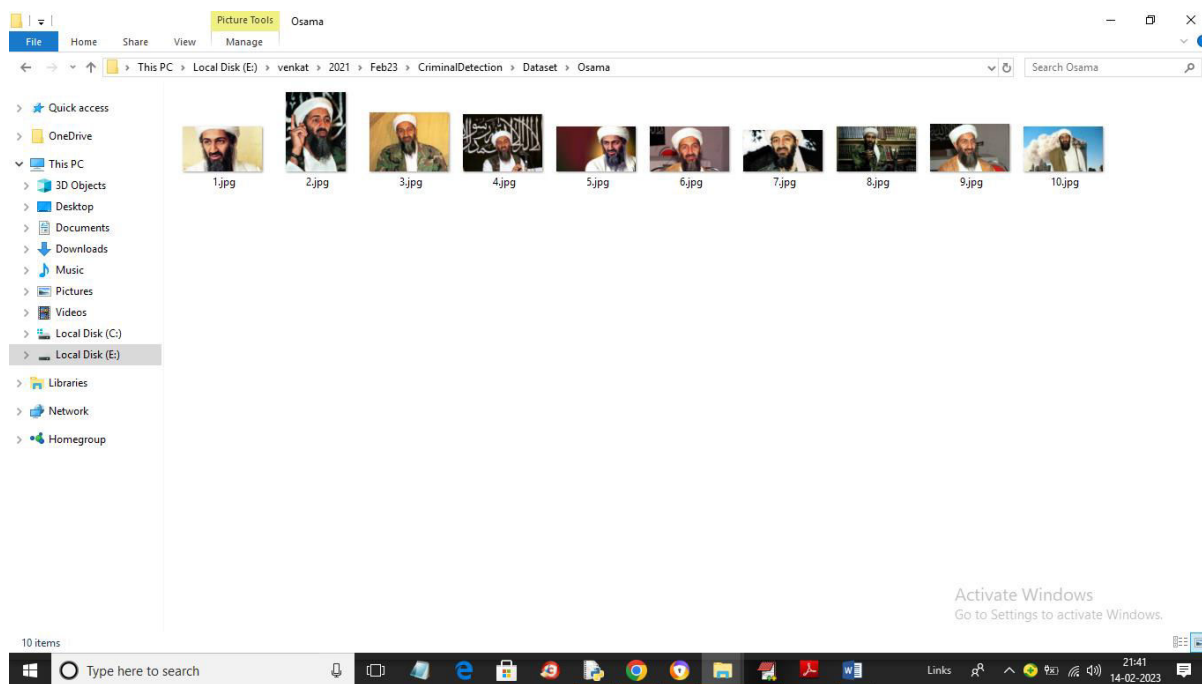 Picture Tools Osama
File Home Share View Manage
This PC Local Disk (E:) venkat 2021 Feb23 CriminalDetection Dataset Osama Search Osama
Quick access
OneDrive
This PC
3D Objects
Desktop
Documents
Downloads
Music
Pictures
Videos
Local Disk (C:)
Local Disk (E:)
Libraries
Network
Homegroup
1.jpg 2.jpg 3.jpg 4.jpg 5.jpg 6.jpg 7.jpg 8.jpg 9.jpg 10.jpg
Activate Windows
Go to Settings to activate Windows.
10 items
Type here to search Links 21:41
14-02-2023